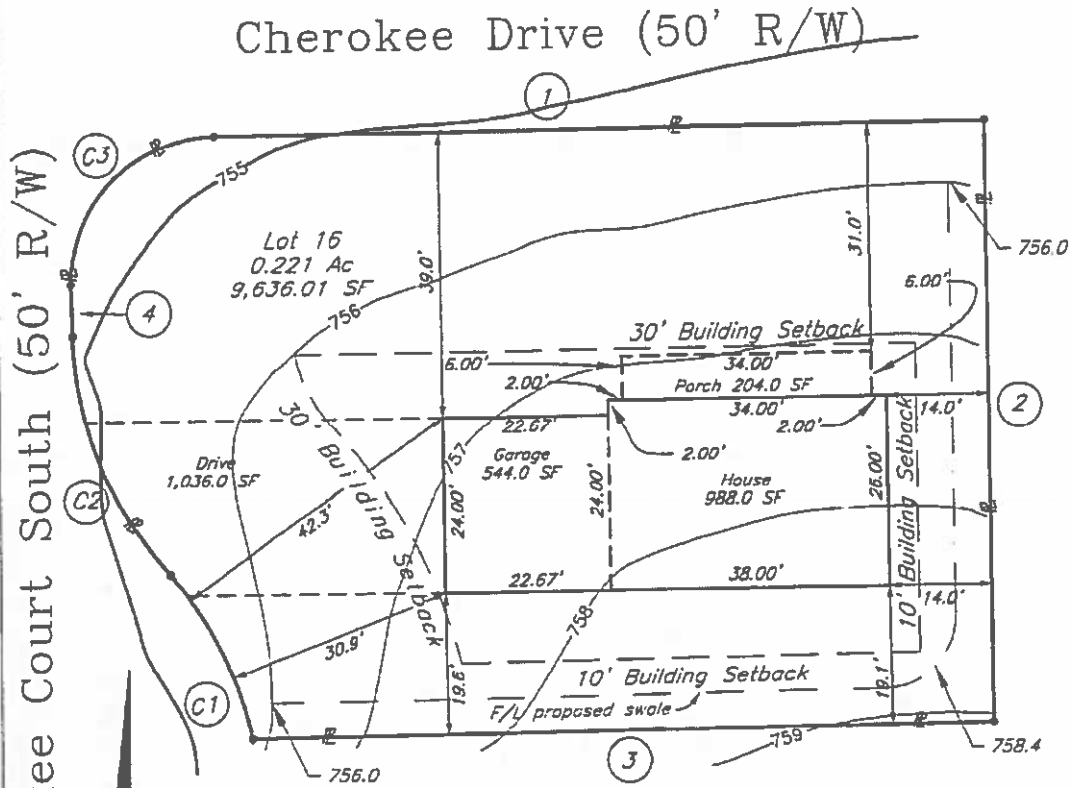 Cherokee Drive (50' R/W)
1
C3
755
Lot 16
0.221 Ac
9,636.01 SF
39.0'
31.0'
756.0
6.00'
4
756
30' Building Setback
6.00'
34.00'
Porch 204.0 SF
2.00'
34.00'
2.00'
14.0'
2
22.67'
30' Building Setback
757
Garage
544.0 SF
2.00'
Drive
1,036.0 SF
House
988.0 SF
24.00'
24.00'
26.00'
10' Building Setback
C2
42.3'
22.67'
38.00'
14.0'
758
30.9'
19.6'
19.1'
10' Building Setback
C1
F/L proposed swale
759
758.4
756.0
3
ee Court South (50' R/W)